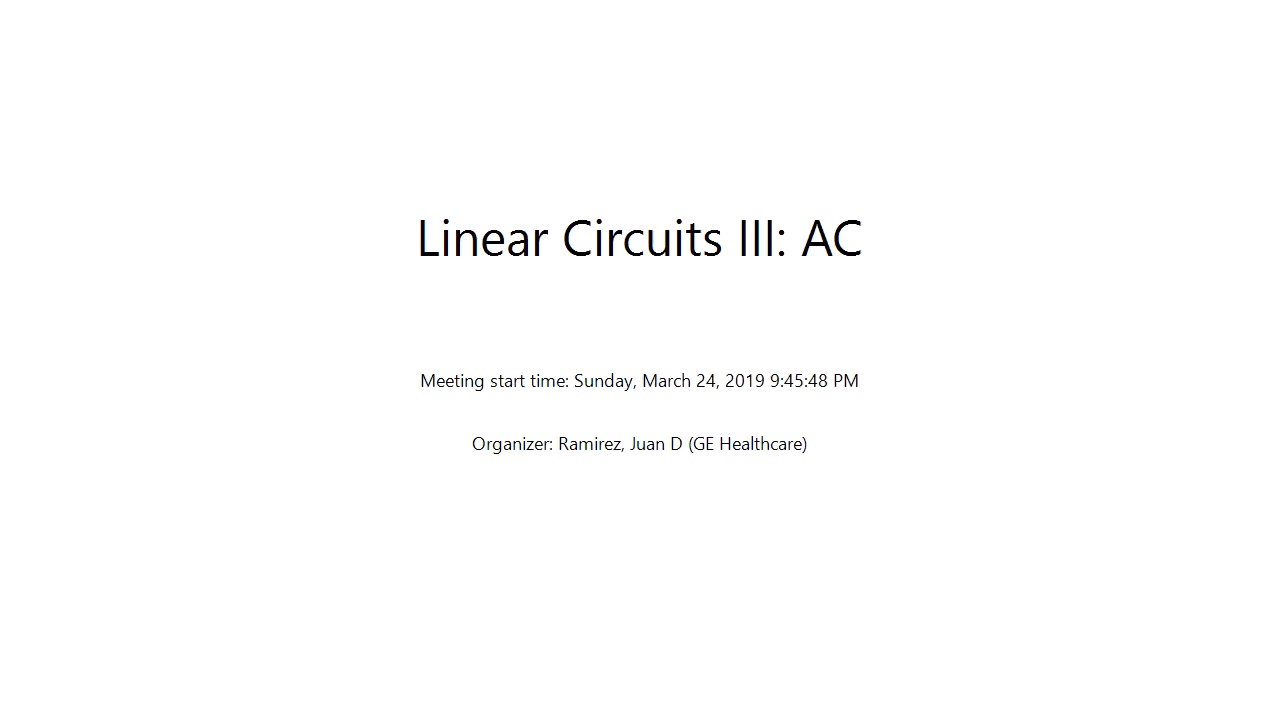 Linear Circuits III: AC
Meeting start time: Sunday, March 24, 2019 9:45:48 PM
Organizer: Ramirez, Juan D (GE Healthcare)